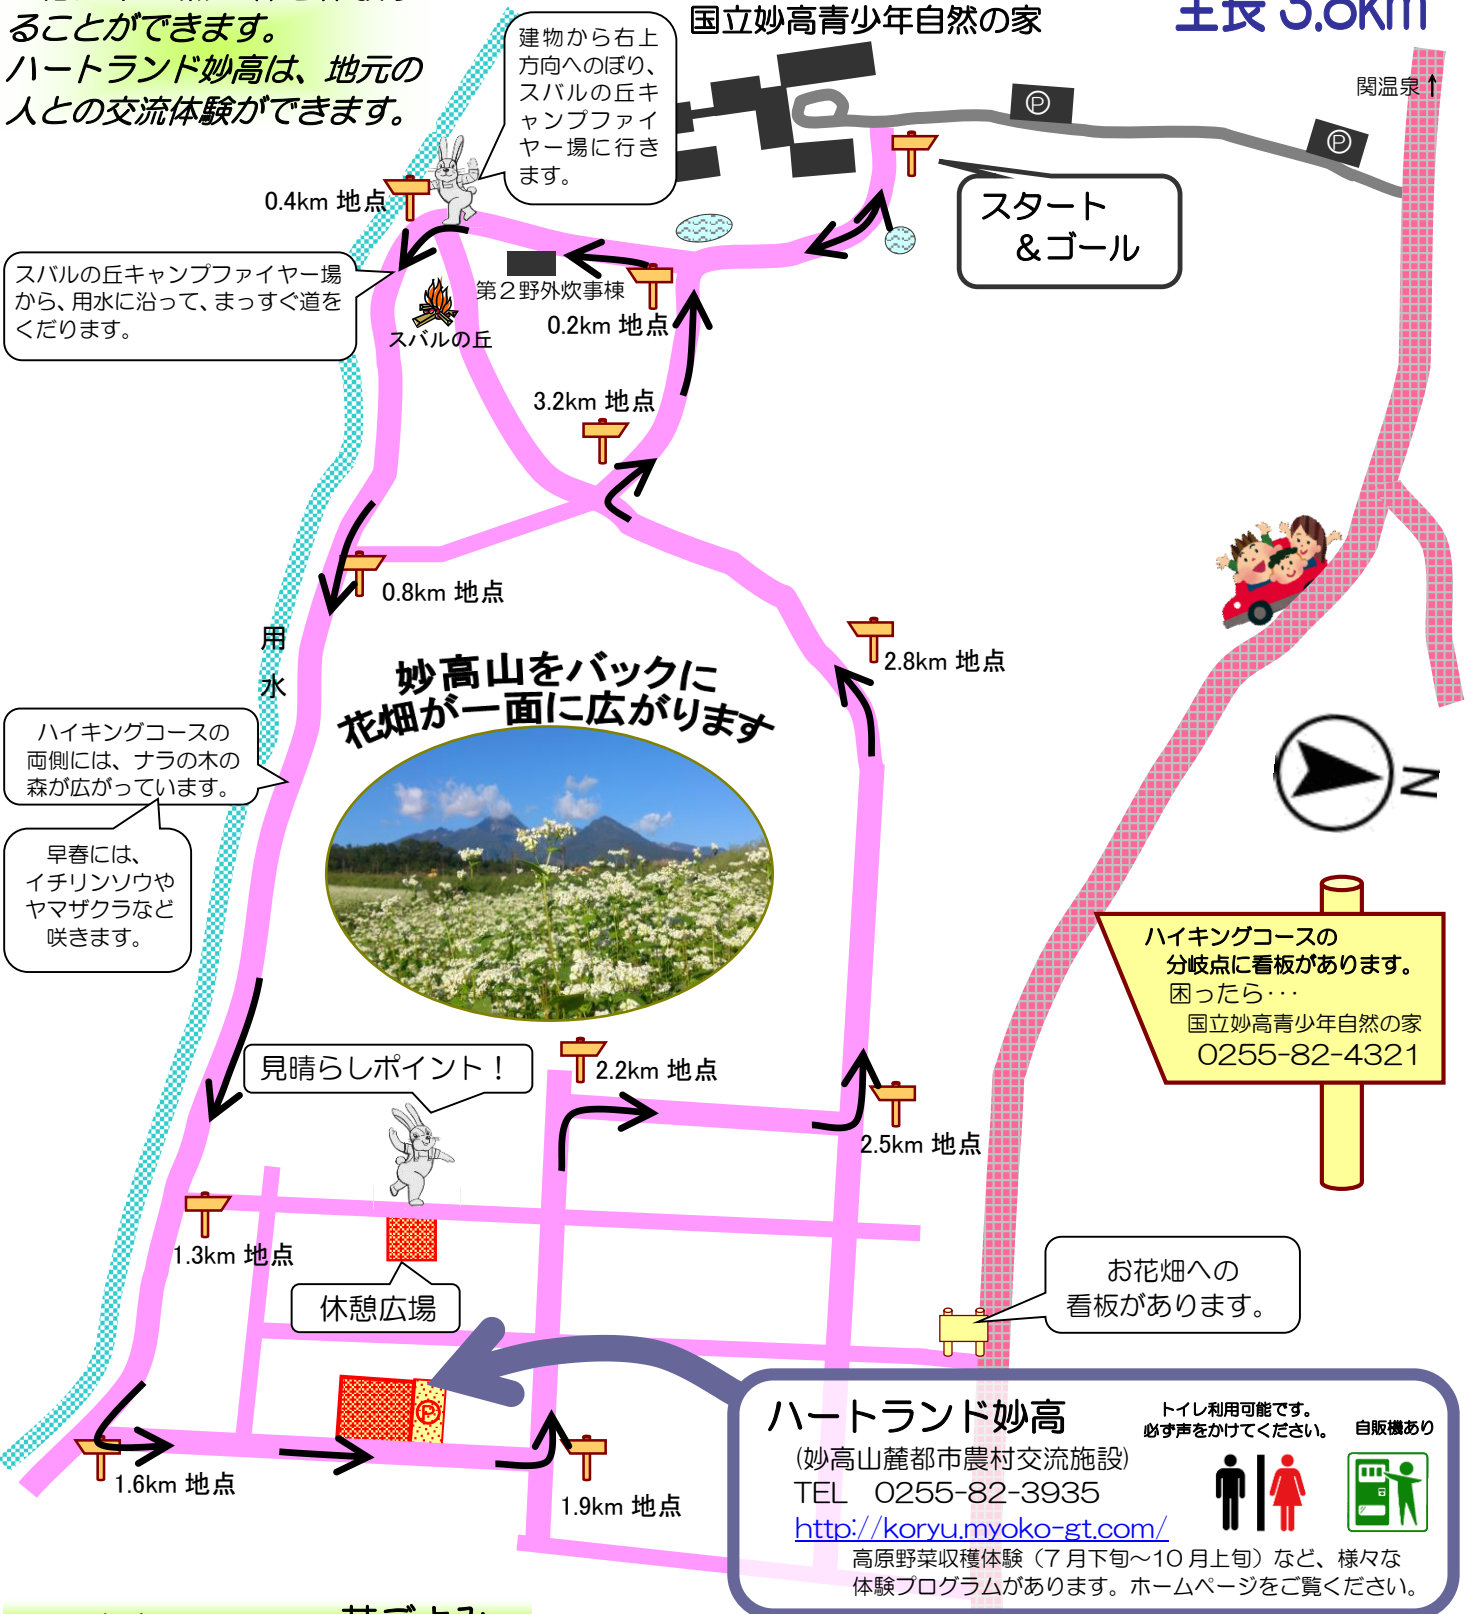 ることができます。
ハートランド妙高は、地元の
人との交流体験ができます。
国立妙高青少年自然の家
全長 3.8km
関温泉↑
建物から右上
方向へのぼり、
スバルの丘キ
ャンプファイ
ヤー場に行き
ます。
スタート
&ゴール
0.4km 地点
スバルの丘キャンプファイヤー場
から、用水に沿って、まっすぐ道を
くだります。
第2野外炊事棟
0.2km 地点
スバルの丘
3.2km 地点
0.8km 地点
用
水
2.8km 地点
妙高山をバックに
花畑が一面に広がります
ハイキングコースの
両側には、ナラの木の
森が広がっています。
早春には、
イチリンソウや
ヤマザクラなど
咲きます。
N
ハイキングコースの
分岐点に看板があります。
困ったら･･･
国立妙高青少年自然の家
0255-82-4321
見晴らしポイント！
2.2km 地点
2.5km 地点
1.3km 地点
休憩広場
お花畑への
看板があります。
P
P
P
1.6km 地点
1.9km 地点
ハートランド妙高
(妙高山麓都市農村交流施設)
TEL 0255-82-3935
http://koryu.myoko-gt.com/
トイレ利用可能です。
必ず声をかけてください。
自販機あり
高原野菜収穫体験（7月下旬～10月上旬）など、様々な
体験プログラムがあります。ホームページをご覧ください。